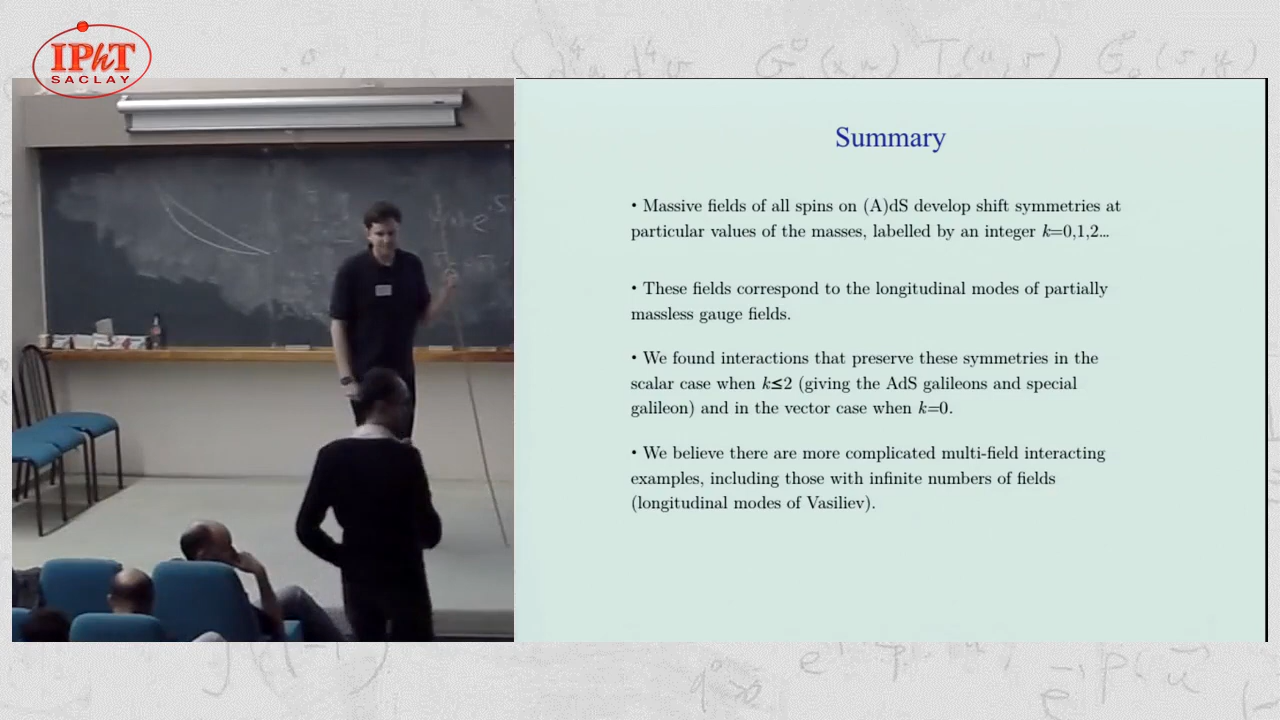 IPhT
SACLAY
Summary
• Massive fields of all spins on (A)dS develop shift symmetries at
particular values of the masses, labelled by an integer k=0,1,2…
• These fields correspond to the longitudinal modes of partially
massless gauge fields.
• We found interactions that preserve these symmetries in the
scalar case when k≤2 (giving the AdS galileons and special
galileon) and in the vector case when k=0.
• We believe there are more complicated multi-field interacting
examples, including those with infinite numbers of fields
(longitudinal modes of Vasiliev).